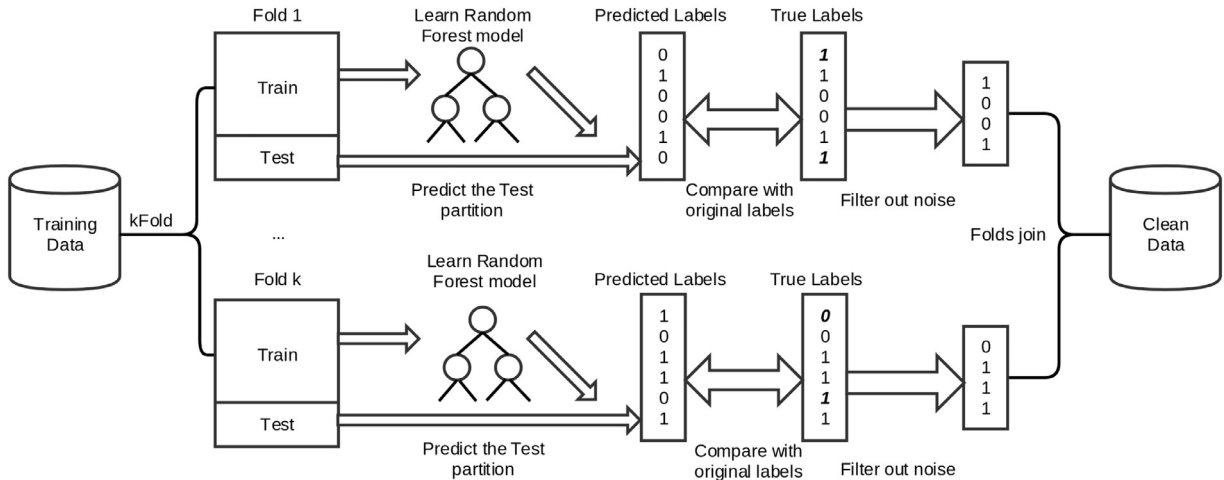 Fold 1
Learn Random
Forest model
Predicted Labels
True Labels
Train
Test
0
1
0
0
1
0
1
1
0
0
1
1
1
0
0
1
Predict the Test
partition
Compare with
original labels
Filter out noise
Training
Data
kFold
...
Folds join
Clean
Data
Fold k
Learn Random
Forest model
Predicted Labels
True Labels
Train
Test
1
0
1
1
0
1
0
0
1
1
1
1
0
1
1
1
Predict the Test
partition
Compare with
original labels
Filter out noise